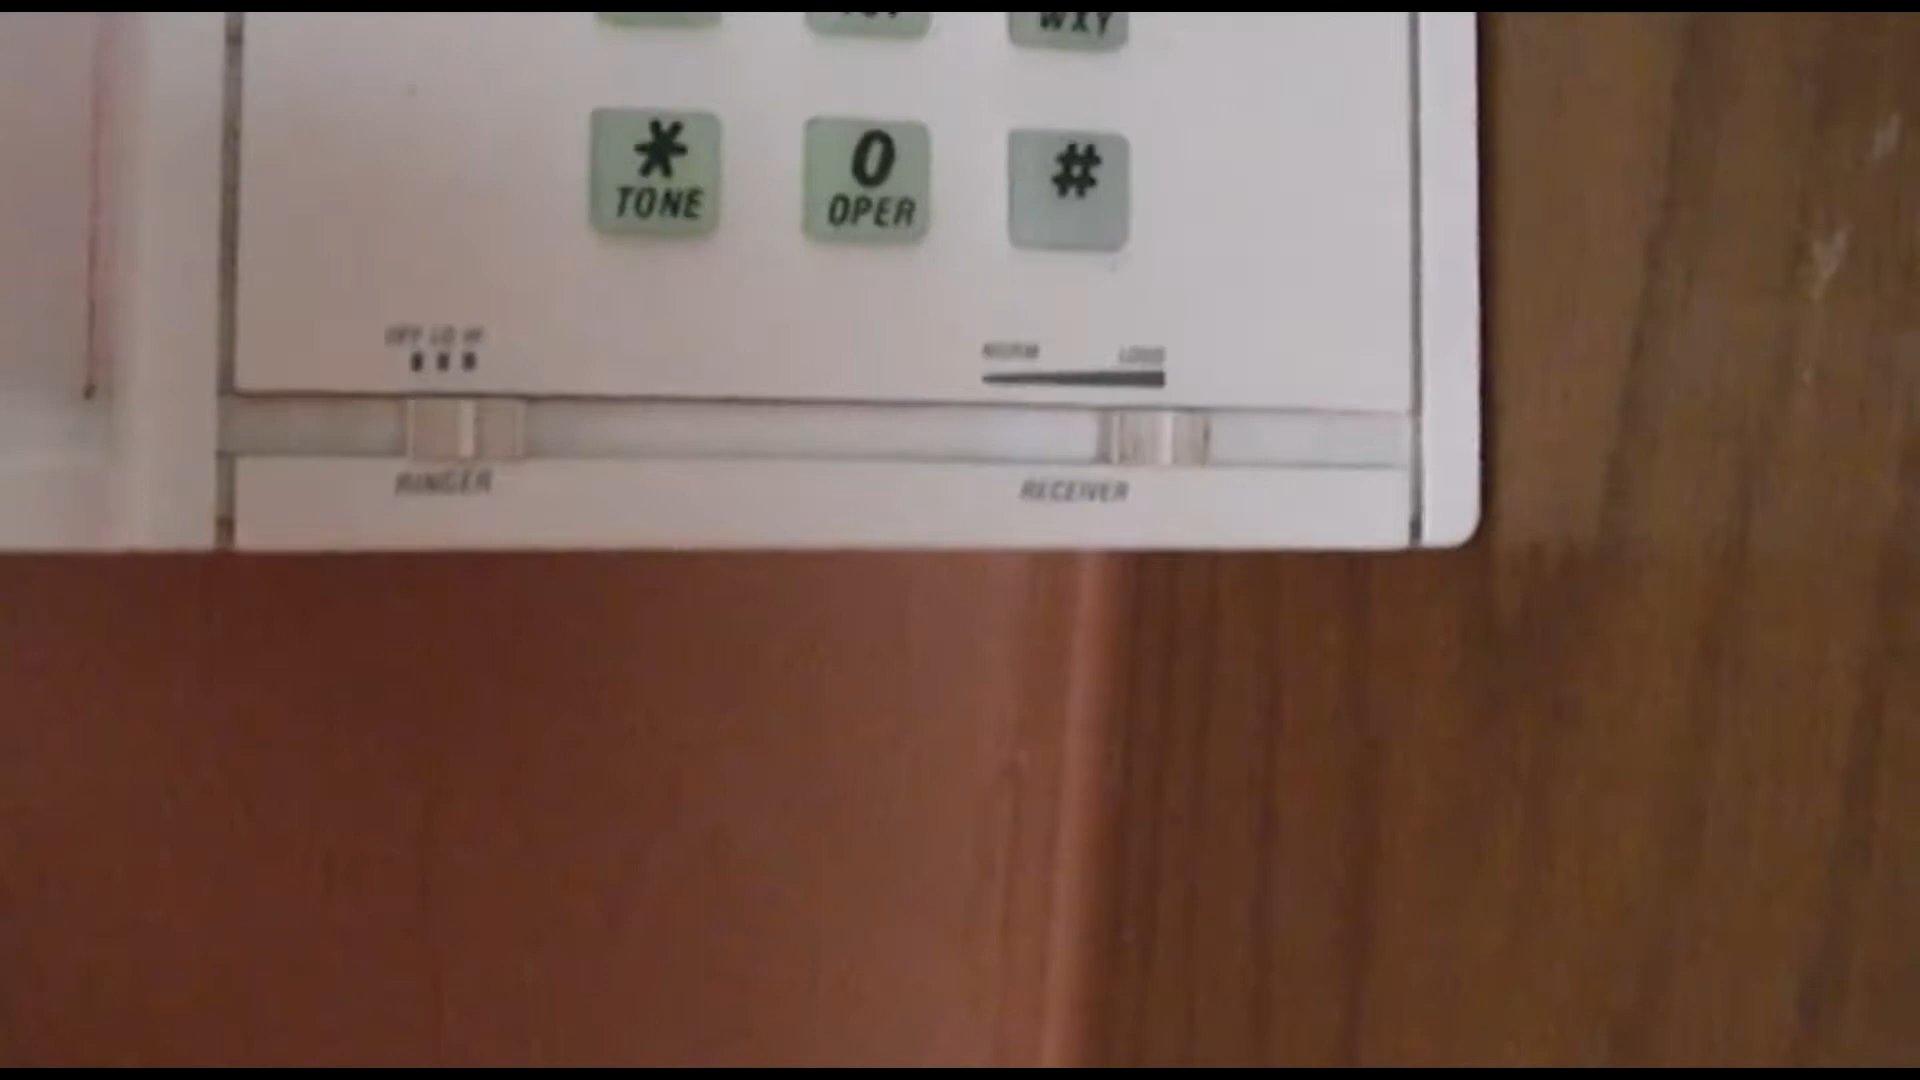 WXY
*
TONE
0
OPER
#
OFF LO HI
NORM LOUD
RINGER
RECEIVER